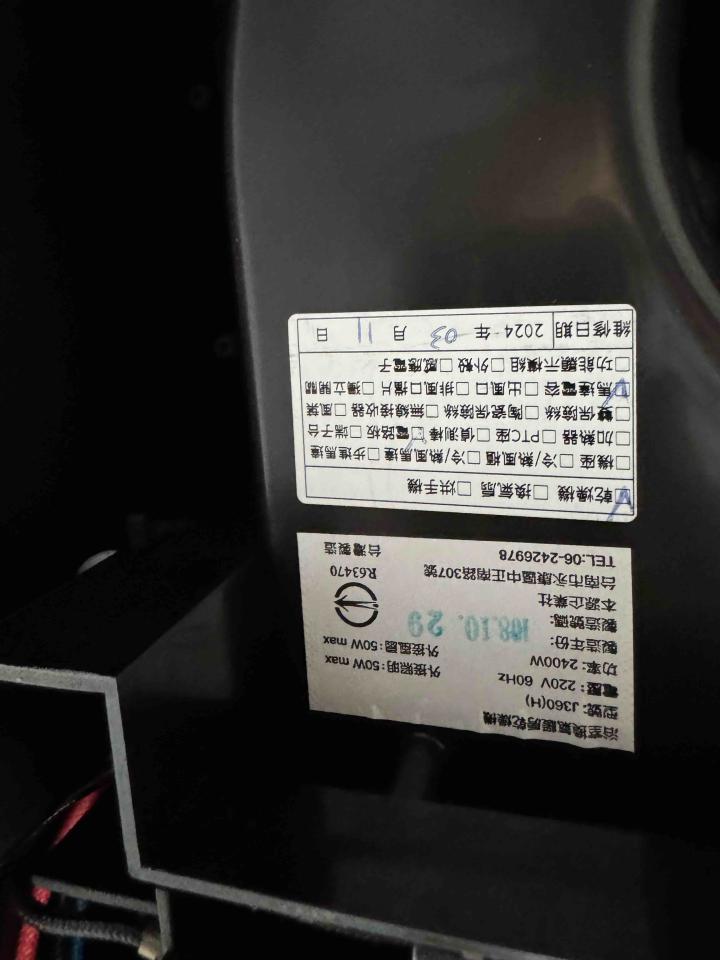 浴室換氣暖房乾燥機
型號: J360(H)
電壓: 220V 60Hz 外接照明:50W max
功率: 2400W 外接風扇:50W max
製造年份: 108.10.29
製造號碼:
本源企業社
台南市永康區中正南路307號 R63470
TEL:06-2426978 台灣製造
☑乾燥機 □換氣扇 □烘手機
□機座 □冷/熱風櫃 □冷/熱風馬達 □步進馬達
□加熱器 □PTC座 □偵測棒 □電路板 □端子台
保險絲 □陶瓷保險絲 □無線接收器 □風葉
☑馬達電容 □出風口 □排風口擋片 □獨立開關
□功能顯示模組 □外殼 □感應電子
維修日期 2024 年 03 月 11 日